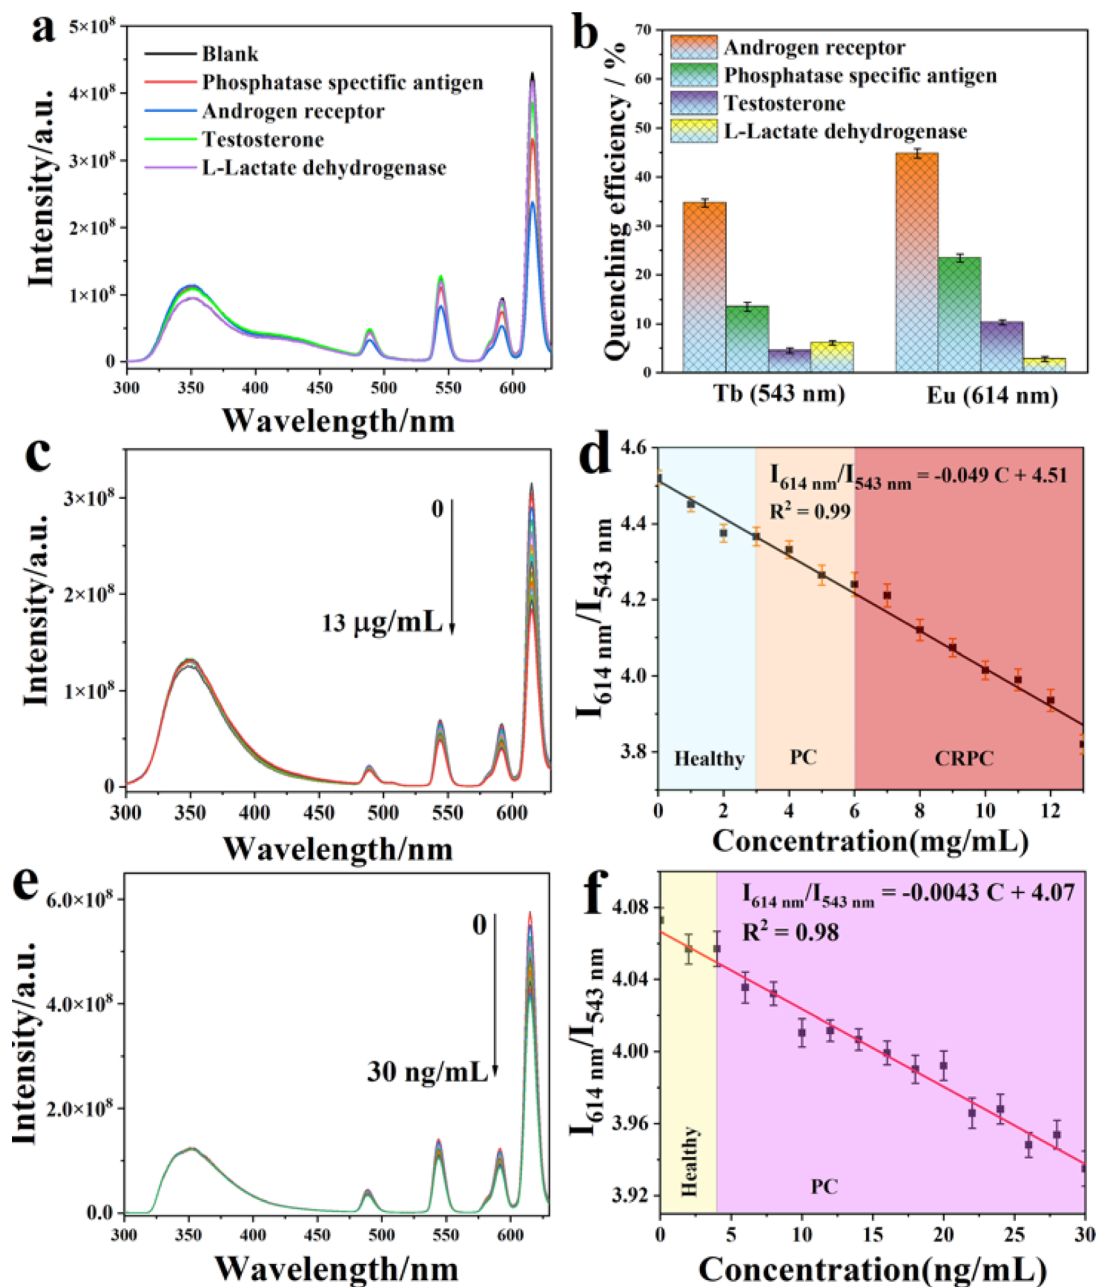 a
5×10⁸
4×10⁸
3×10⁸
2×10⁸
1×10⁸
0
Intensity/a.u.
Blank
Phosphatase spectific antigen
Androgen receptor
Testosterone
L-Lactate dehydrogenase
300 350 400 450 500 550 600
Wavelength/nm
b
70
60
50
40
30
20
10
0
Quenching efficiency / %
Androgen receptor
Phosphatase specific antigen
Testosterone
L-Lactate dehydrogenase
Tb (543 nm) Eu (614 nm)
c
3×10⁸
2×10⁸
1×10⁸
0
Intensity/a.u.
0
13 μg/mL
300 350 400 450 500 550 600
Wavelength/nm
d
4.6
4.4
4.2
4.0
3.8
I₆₁₄ ₙₘ/I₅₄₃ ₙₘ
I₆₁₄ ₙₘ/I₅₄₃ ₙₘ = -0.049 C + 4.51
R² = 0.99
Healthy PC CRPC
0 2 4 6 8 10 12
Concentration(mg/mL)
e
6.0×10⁸
4.0×10⁸
2.0×10⁸
0.0
Intensity/a.u.
0
30 ng/mL
300 350 400 450 500 550 600
Wavelength/nm
f
4.08
4.04
4.00
3.96
3.92
I₆₁₄ ₙₘ/I₅₄₃ ₙₘ
I₆₁₄ ₙₘ/I₅₄₃ ₙₘ = -0.0043 C + 4.07
R² = 0.98
Healthy
PC
0 5 10 15 20 25 30
Concentration(ng/mL)